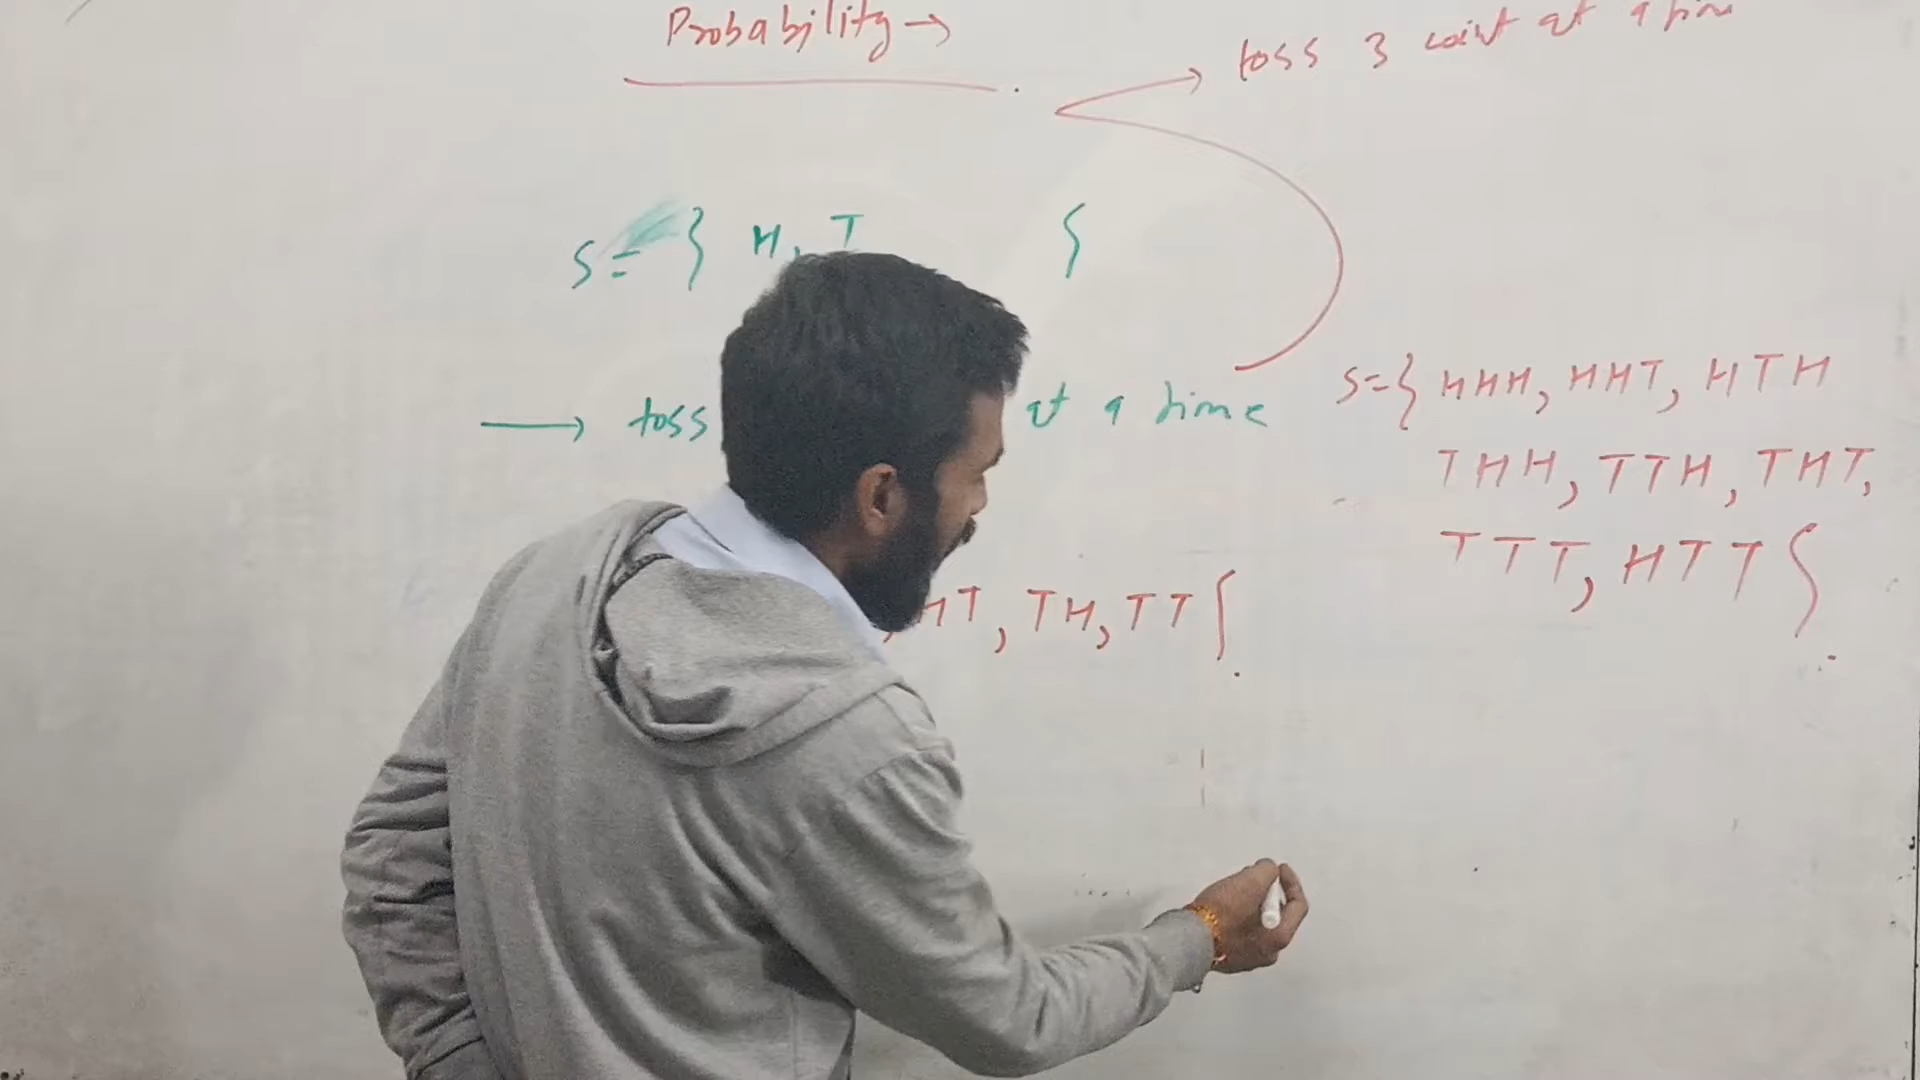 Probability →
toss 3 coint at a time
S = { H, T }
→ toss at a time
S={ HHH, HHT, HTH
THH, TTH, THT,
TTT, HTT }
, HT, TH, TT }